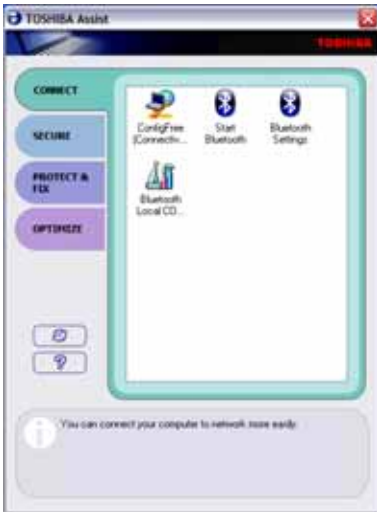 TOSHIBA Assist
TOSHIBA
CONNECT
SECURE
PROTECT &
FIX
OPTIMIZE
ConfigFree
(Connectiv...
Start
Bluetooth
Bluetooth
Settings
Bluetooth
Local CO...
?
i
You can connect your computer to network more easily.